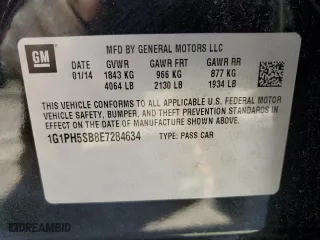 GM
MFD BY GENERAL MOTORS LLC
DATE GVWR GAWR FRT GAWR RR
01/14 1843 KG 966 KG 877 KG
4064 LB 2130 LB 1934 LB
THIS VEHICLE CONFORMS TO ALL APPLICABLE U.S. FEDERAL MOTOR
VEHICLE SAFETY, BUMPER, AND THEFT PREVENTION STANDARDS
IN EFFECT ON THE DATE OF MANUFACTURE SHOWN ABOVE.
1G1PH5SB8E7284634 TYPE: PASS CAR